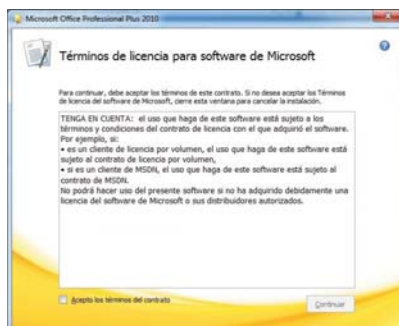 Microsoft Office Professional Plus 2010
Términos de licencia para software de Microsoft
Para continuar, debe aceptar los términos de este contrato. Si no desea aceptar los Términos
de licencia del software de Microsoft, cierre esta ventana para cancelar la instalación.
TENGA EN CUENTA: el uso que haga de este software está sujeto a los
términos y condiciones del contrato de licencia con el que adquirió el software.
Por ejemplo, si:
• es un cliente de licencia por volumen, el uso que haga de este software está
sujeto al contrato de licencia por volumen,
• si es un cliente de MSDN, el uso que haga de este software está sujeto al
contrato de MSDN.
No podrá hacer uso del presente software si no ha adquirido debidamente una
licencia del software de Microsoft o sus distribuidores autorizados.
Acepto los términos del contrato
Continuar